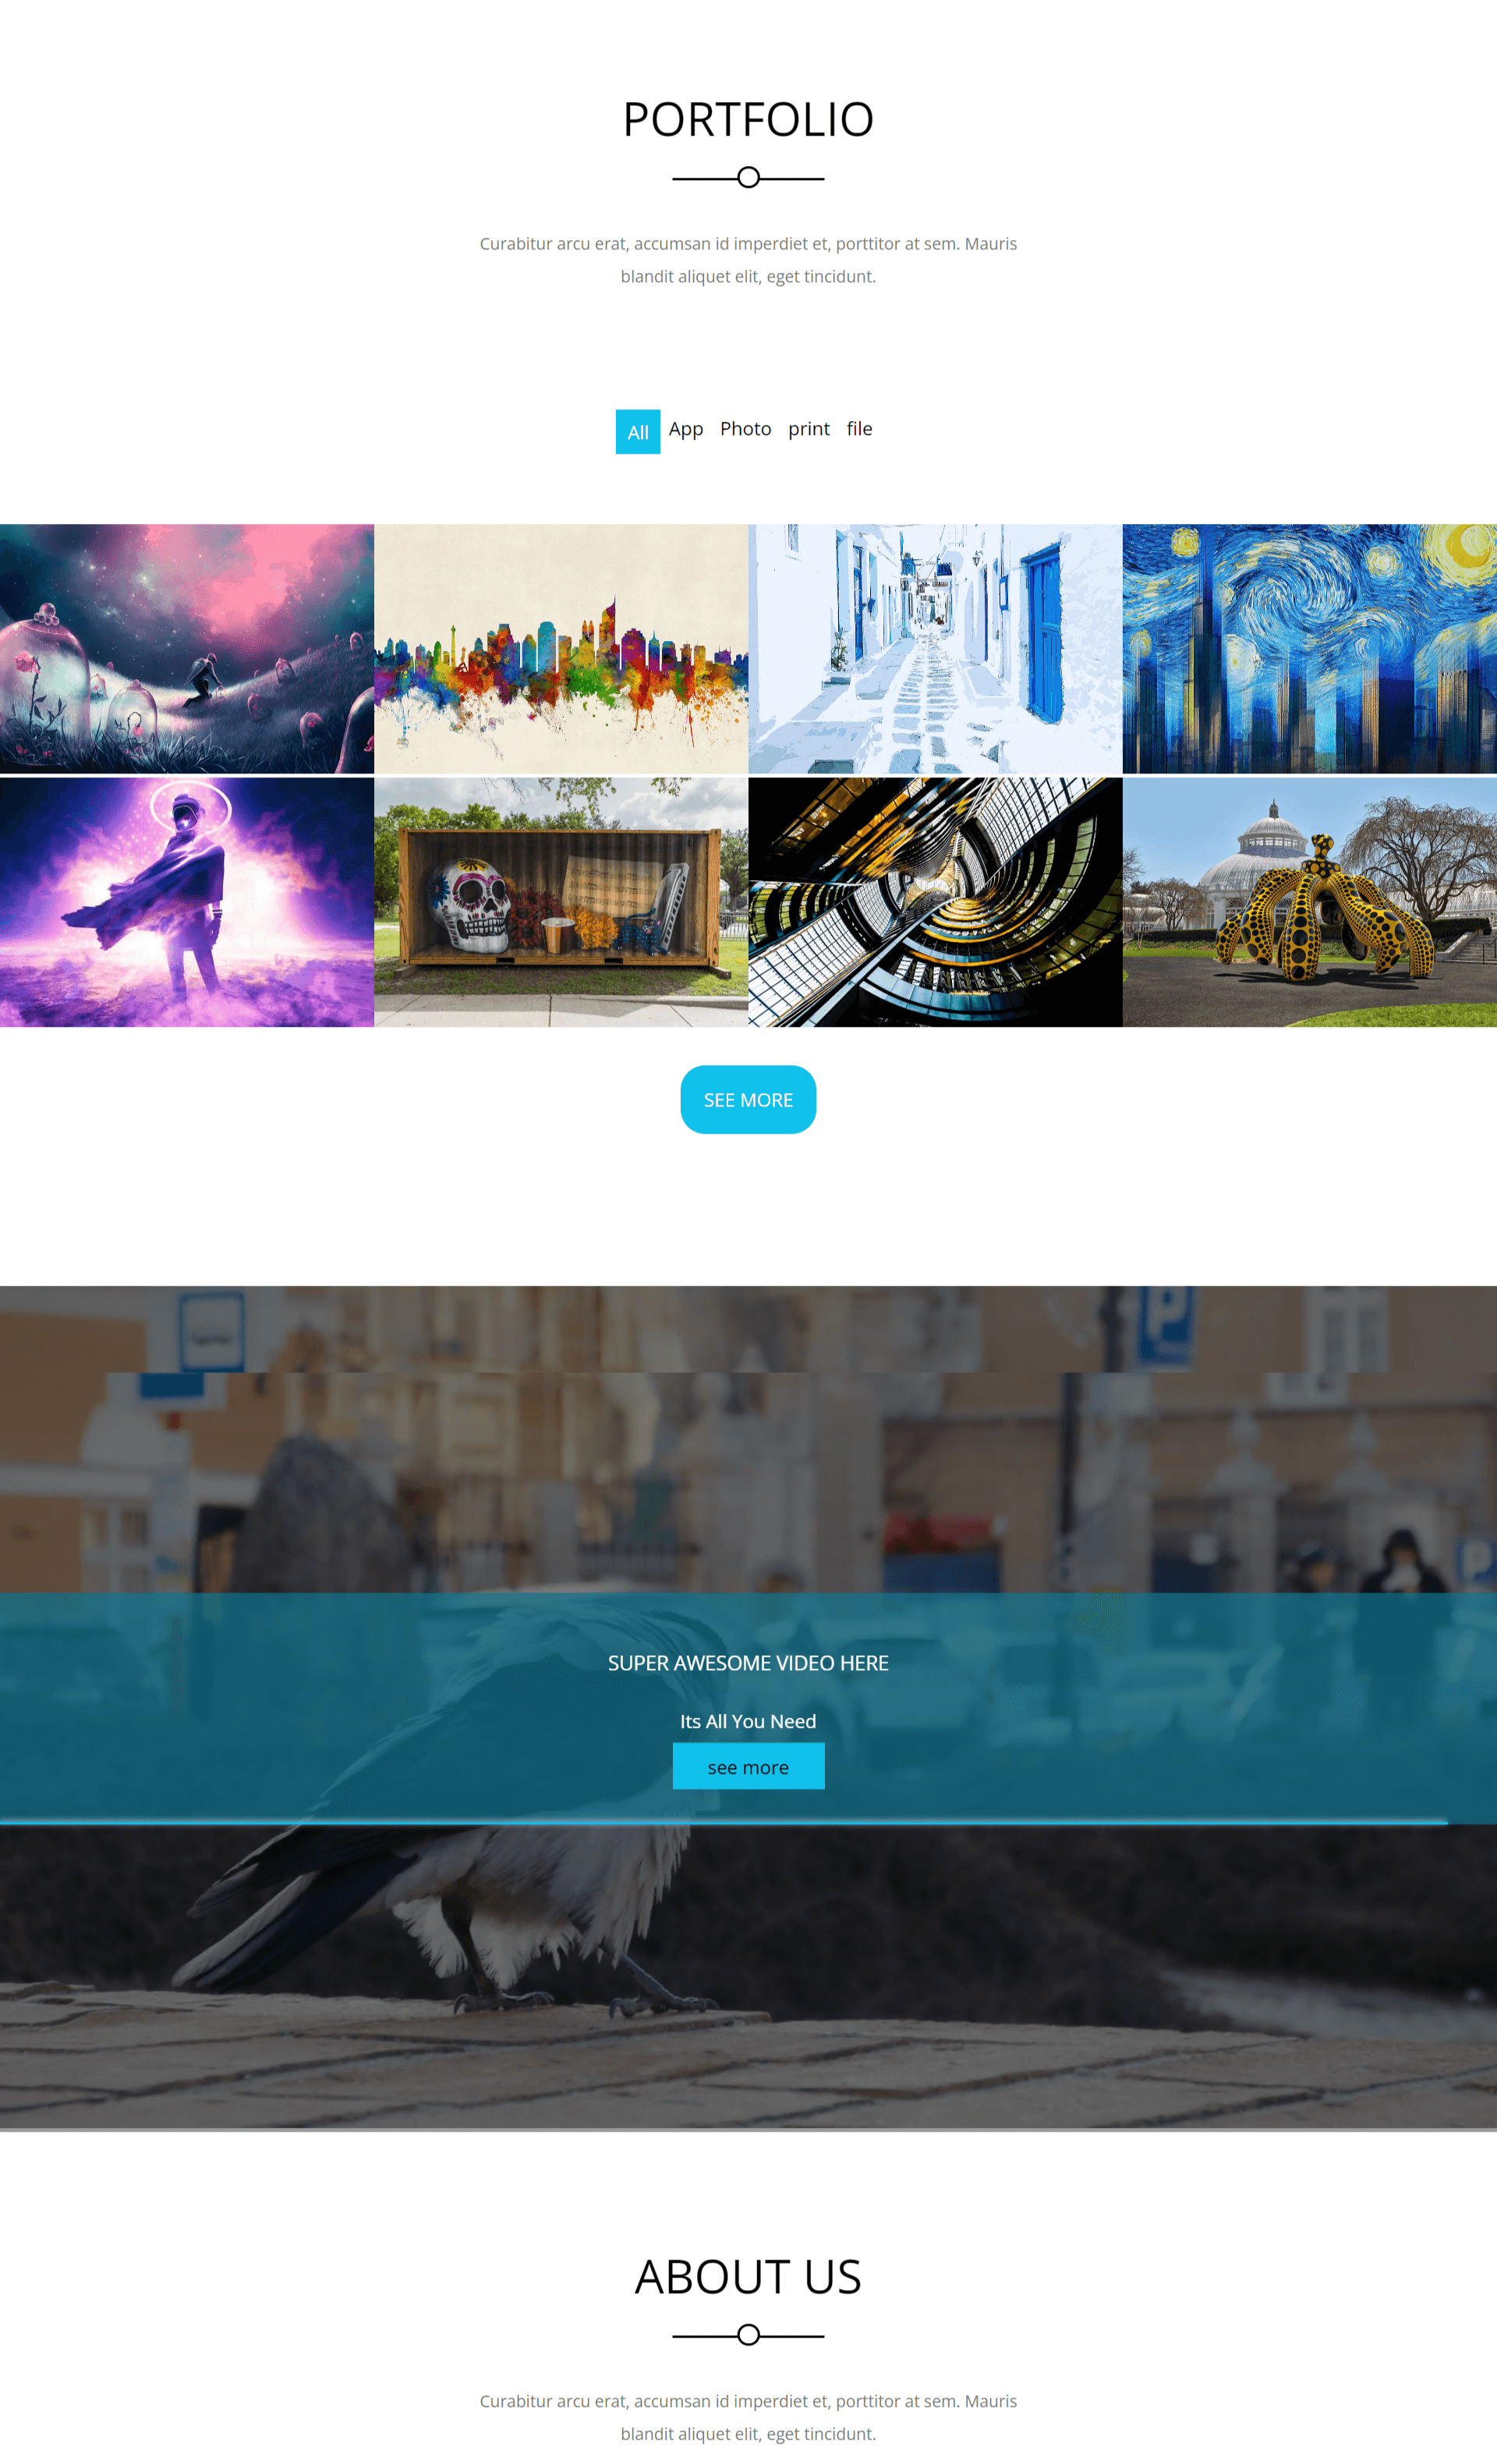 PORTFOLIO
Curabitur arcu erat, accumsan id imperdiet et, porttitor at sem. Mauris
blandit aliquet elit, eget tincidunt.
All App Photo print file
SEE MORE
P
P
SUPER AWESOME VIDEO HERE
Its All You Need
see more
ABOUT US
Curabitur arcu erat, accumsan id imperdiet et, porttitor at sem. Mauris
blandit aliquet elit, eget tincidunt.